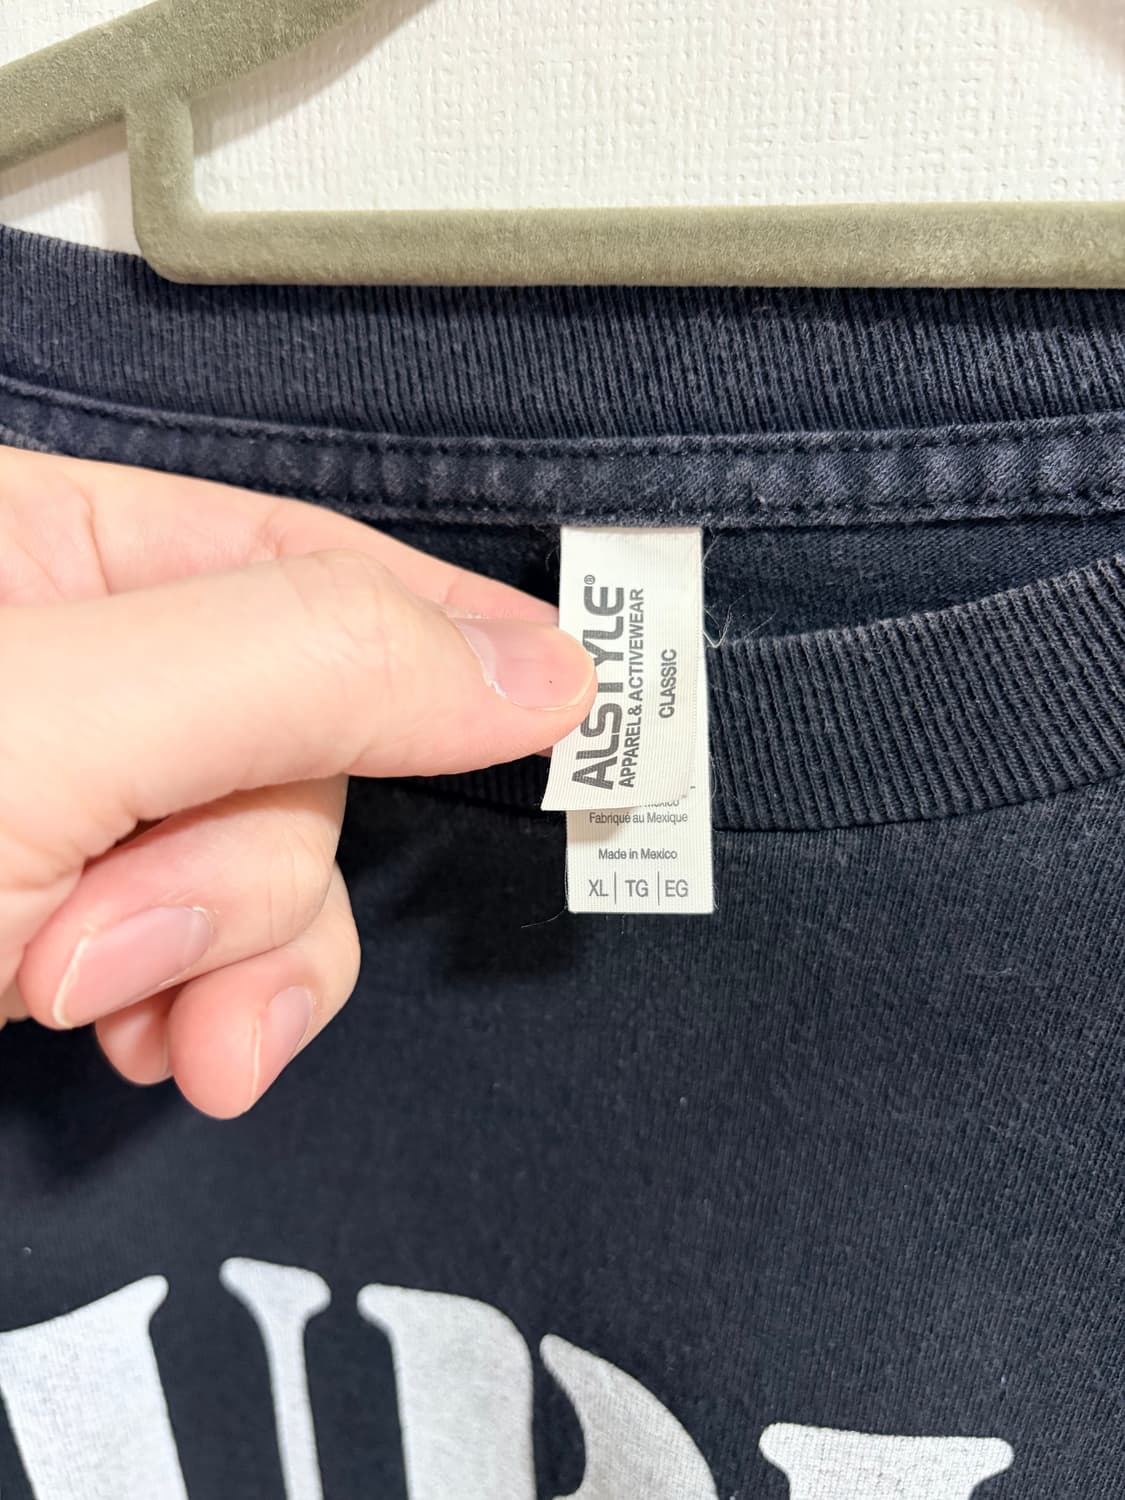 ALSTYLE®
APPAREL & ACTIVEWEAR
CLASSIC
Fabriqué au Mexique
Made in Mexico
XL | TG | EG